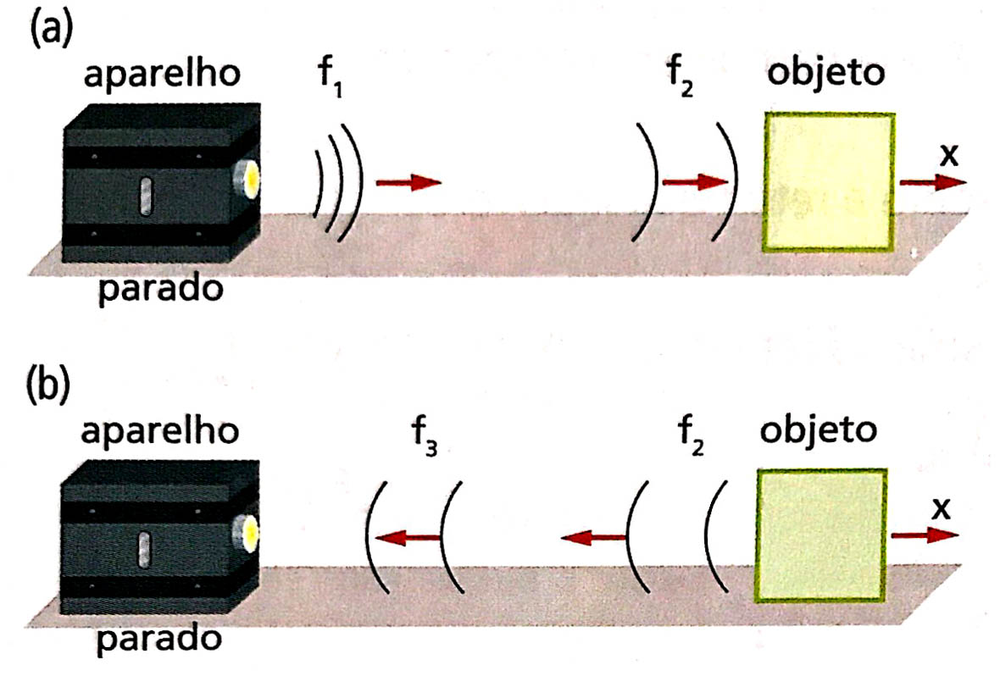 (a)
aparelho f₁ f₂ objeto
x
parado
(b)
aparelho f₃ f₂ objeto
x
parado